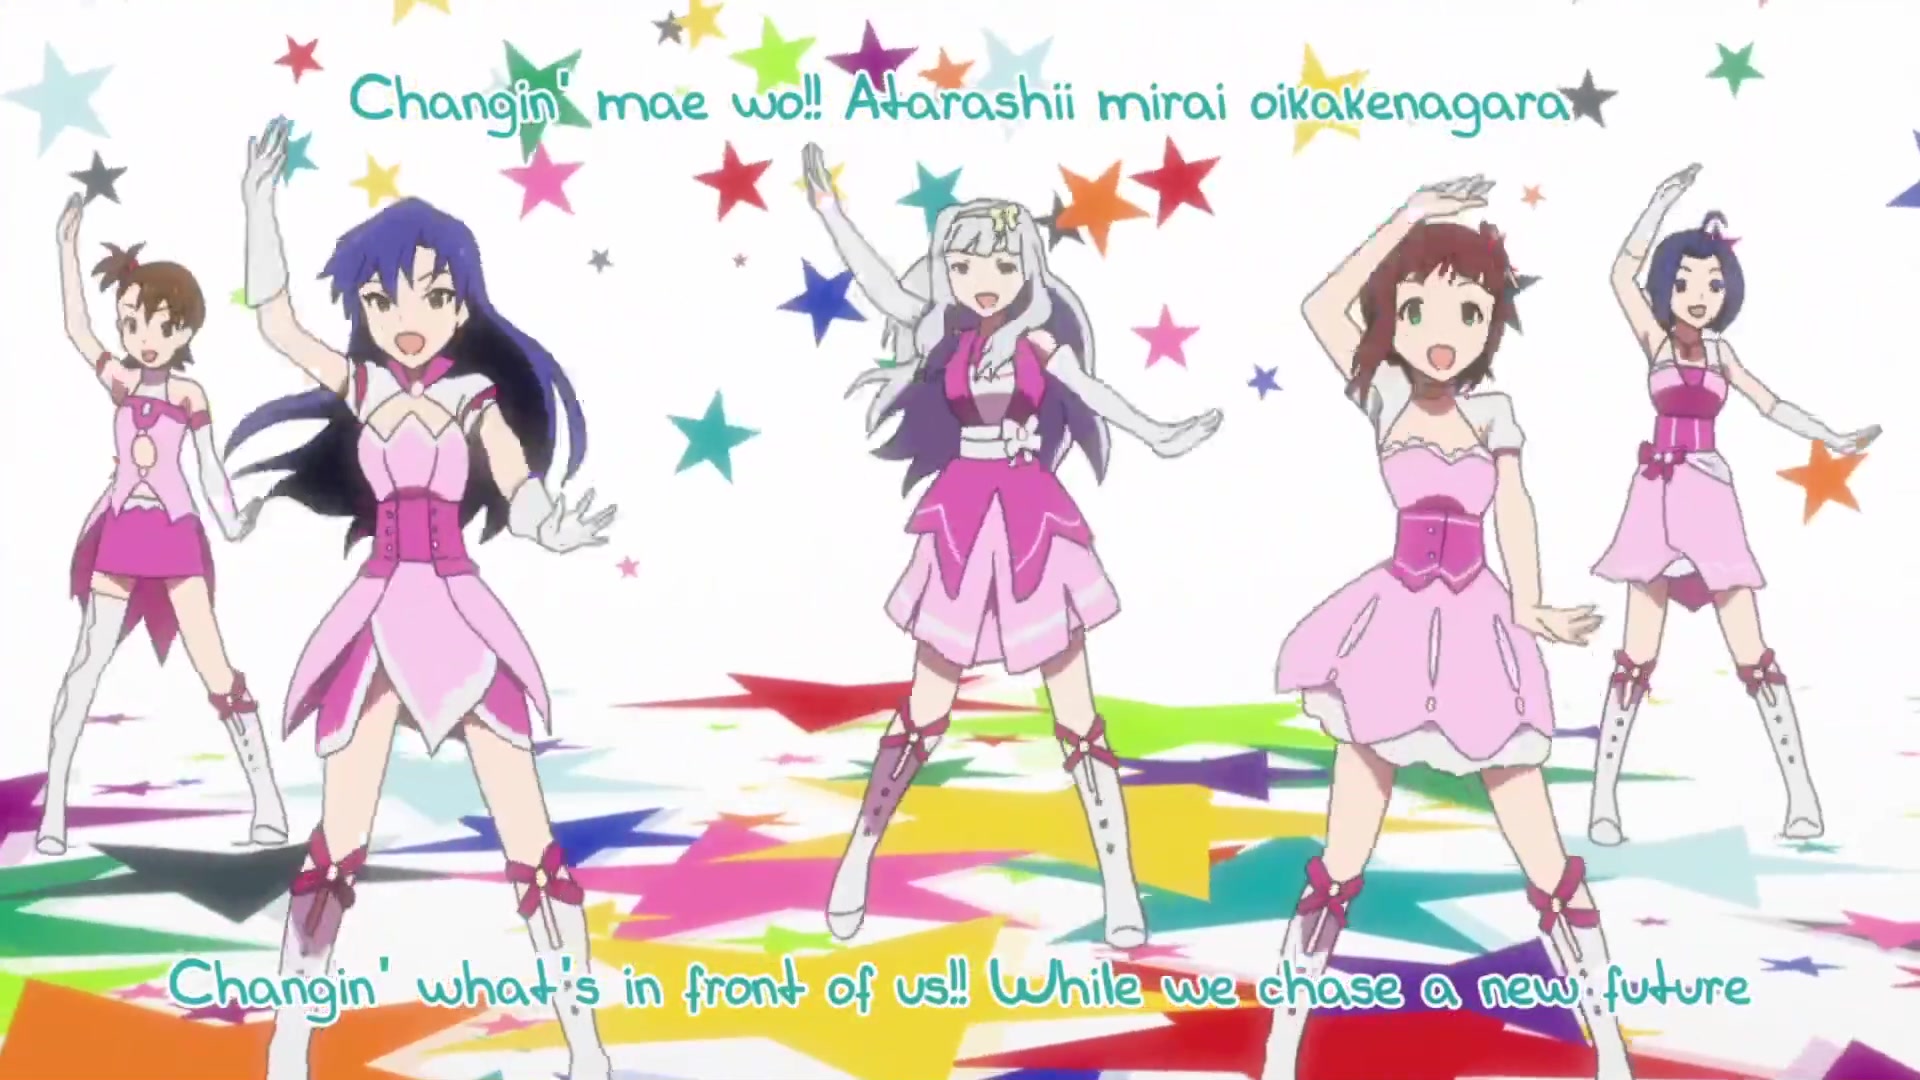 Changin' mae wo!! Atarashii mirai oikakenagara
Changin' what's in front of us!! While we chase a new future